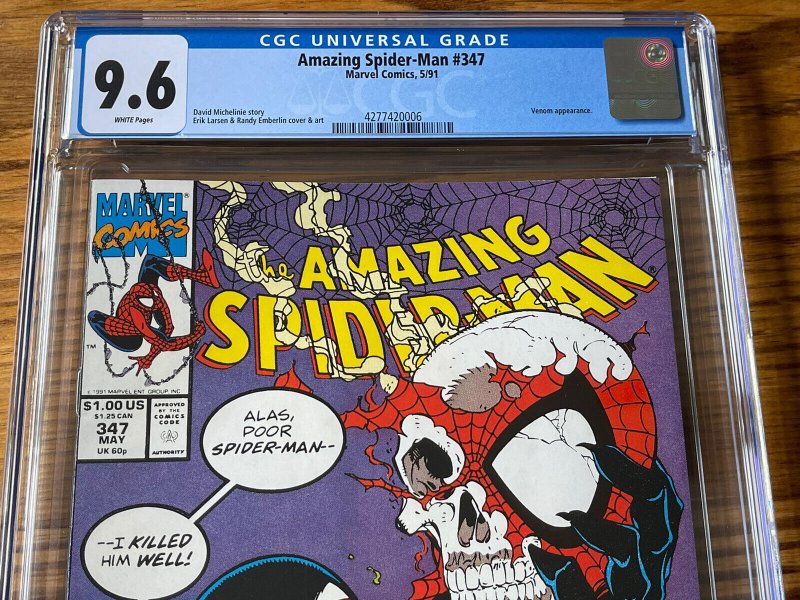 CGC UNIVERSAL GRADE
9.6
WHITE Pages
Amazing Spider-Man #347
Marvel Comics, 5/91
David Michelinie story
Erik Larsen & Randy Emberlin cover & art
Venom appearance.
4277420006
CGC
MARVEL
COMICS
TM
© 1991 MARVEL ENT. GROUP, INC.
$1.00 US
$1.25 CAN
347
MAY
UK 60p
APPROVED
BY THE
COMICS
CODE
AUTHORITY
the AMAZING
SPIDER-MAN
ALAS,
POOR
SPIDER-MAN--
--I KILLED
HIM WELL!